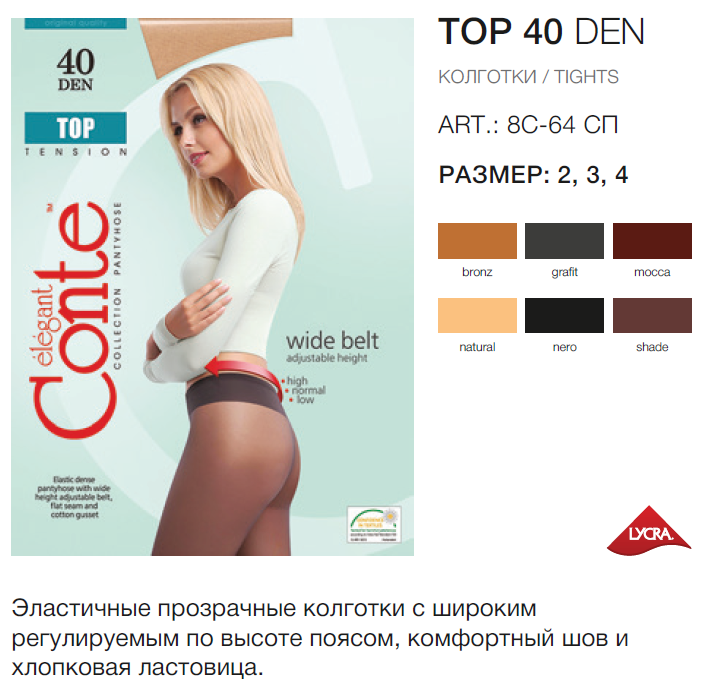 original quality
40
DEN
TOP
TENSION
élégant
Conte™
COLLECTION PANTYHOSE
wide belt
adjustable height
• high
• normal
• low
Elastic dense
pantyhose with wide
height adjustable belt,
flat seam and
cotton gusset
TOP 40 DEN
КОЛГОТКИ / TIGHTS
ART.: 8С-64 СП
РАЗМЕР: 2, 3, 4
bronz
grafit
mocca
natural
nero
shade
LYCRA.
Эластичные прозрачные колготки с широким
регулируемым по высоте поясом, комфортный шов и
хлопковая ластовица.